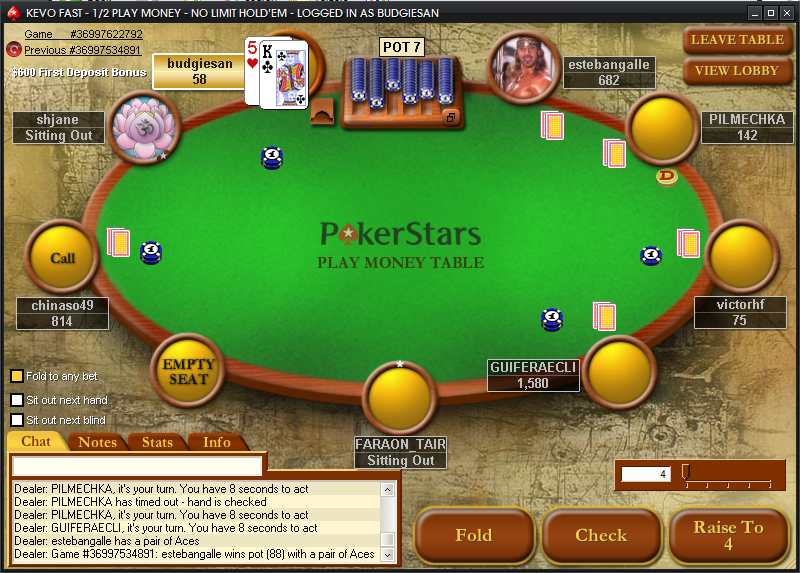 KEVO FAST - 1/2 PLAY MONEY - NO LIMIT HOLD'EM - LOGGED IN AS BUDGIESAN
Game #36997622792
Previous #36997534891
$600 First Deposit Bonus
budgiesan
58
5
K
POT 7
estebangalle
682
LEAVE TABLE
VIEW LOBBY
shjane
Sitting Out
PILMECHKA
142
D
PokerStars
PLAY MONEY TABLE
Call
chinaso49
814
1
1
1
1
victorhf
75
EMPTY
SEAT
GUIFERAECLI
1,580
FARAON_TAIR
Sitting Out
Fold to any bet
Sit out next hand
Sit out next blind
Chat Notes Stats Info
Dealer: PILMECHKA, it's your turn. You have 8 seconds to act
Dealer: PILMECHKA has timed out - hand is checked
Dealer: PILMECHKA, it's your turn. You have 8 seconds to act
Dealer: GUIFERAECLI, it's your turn. You have 8 seconds to act
Dealer: estebangalle has a pair of Aces
Dealer: Game #36997534891: estebangalle wins pot (88) with a pair of Aces
4
Fold
Check
Raise To
4